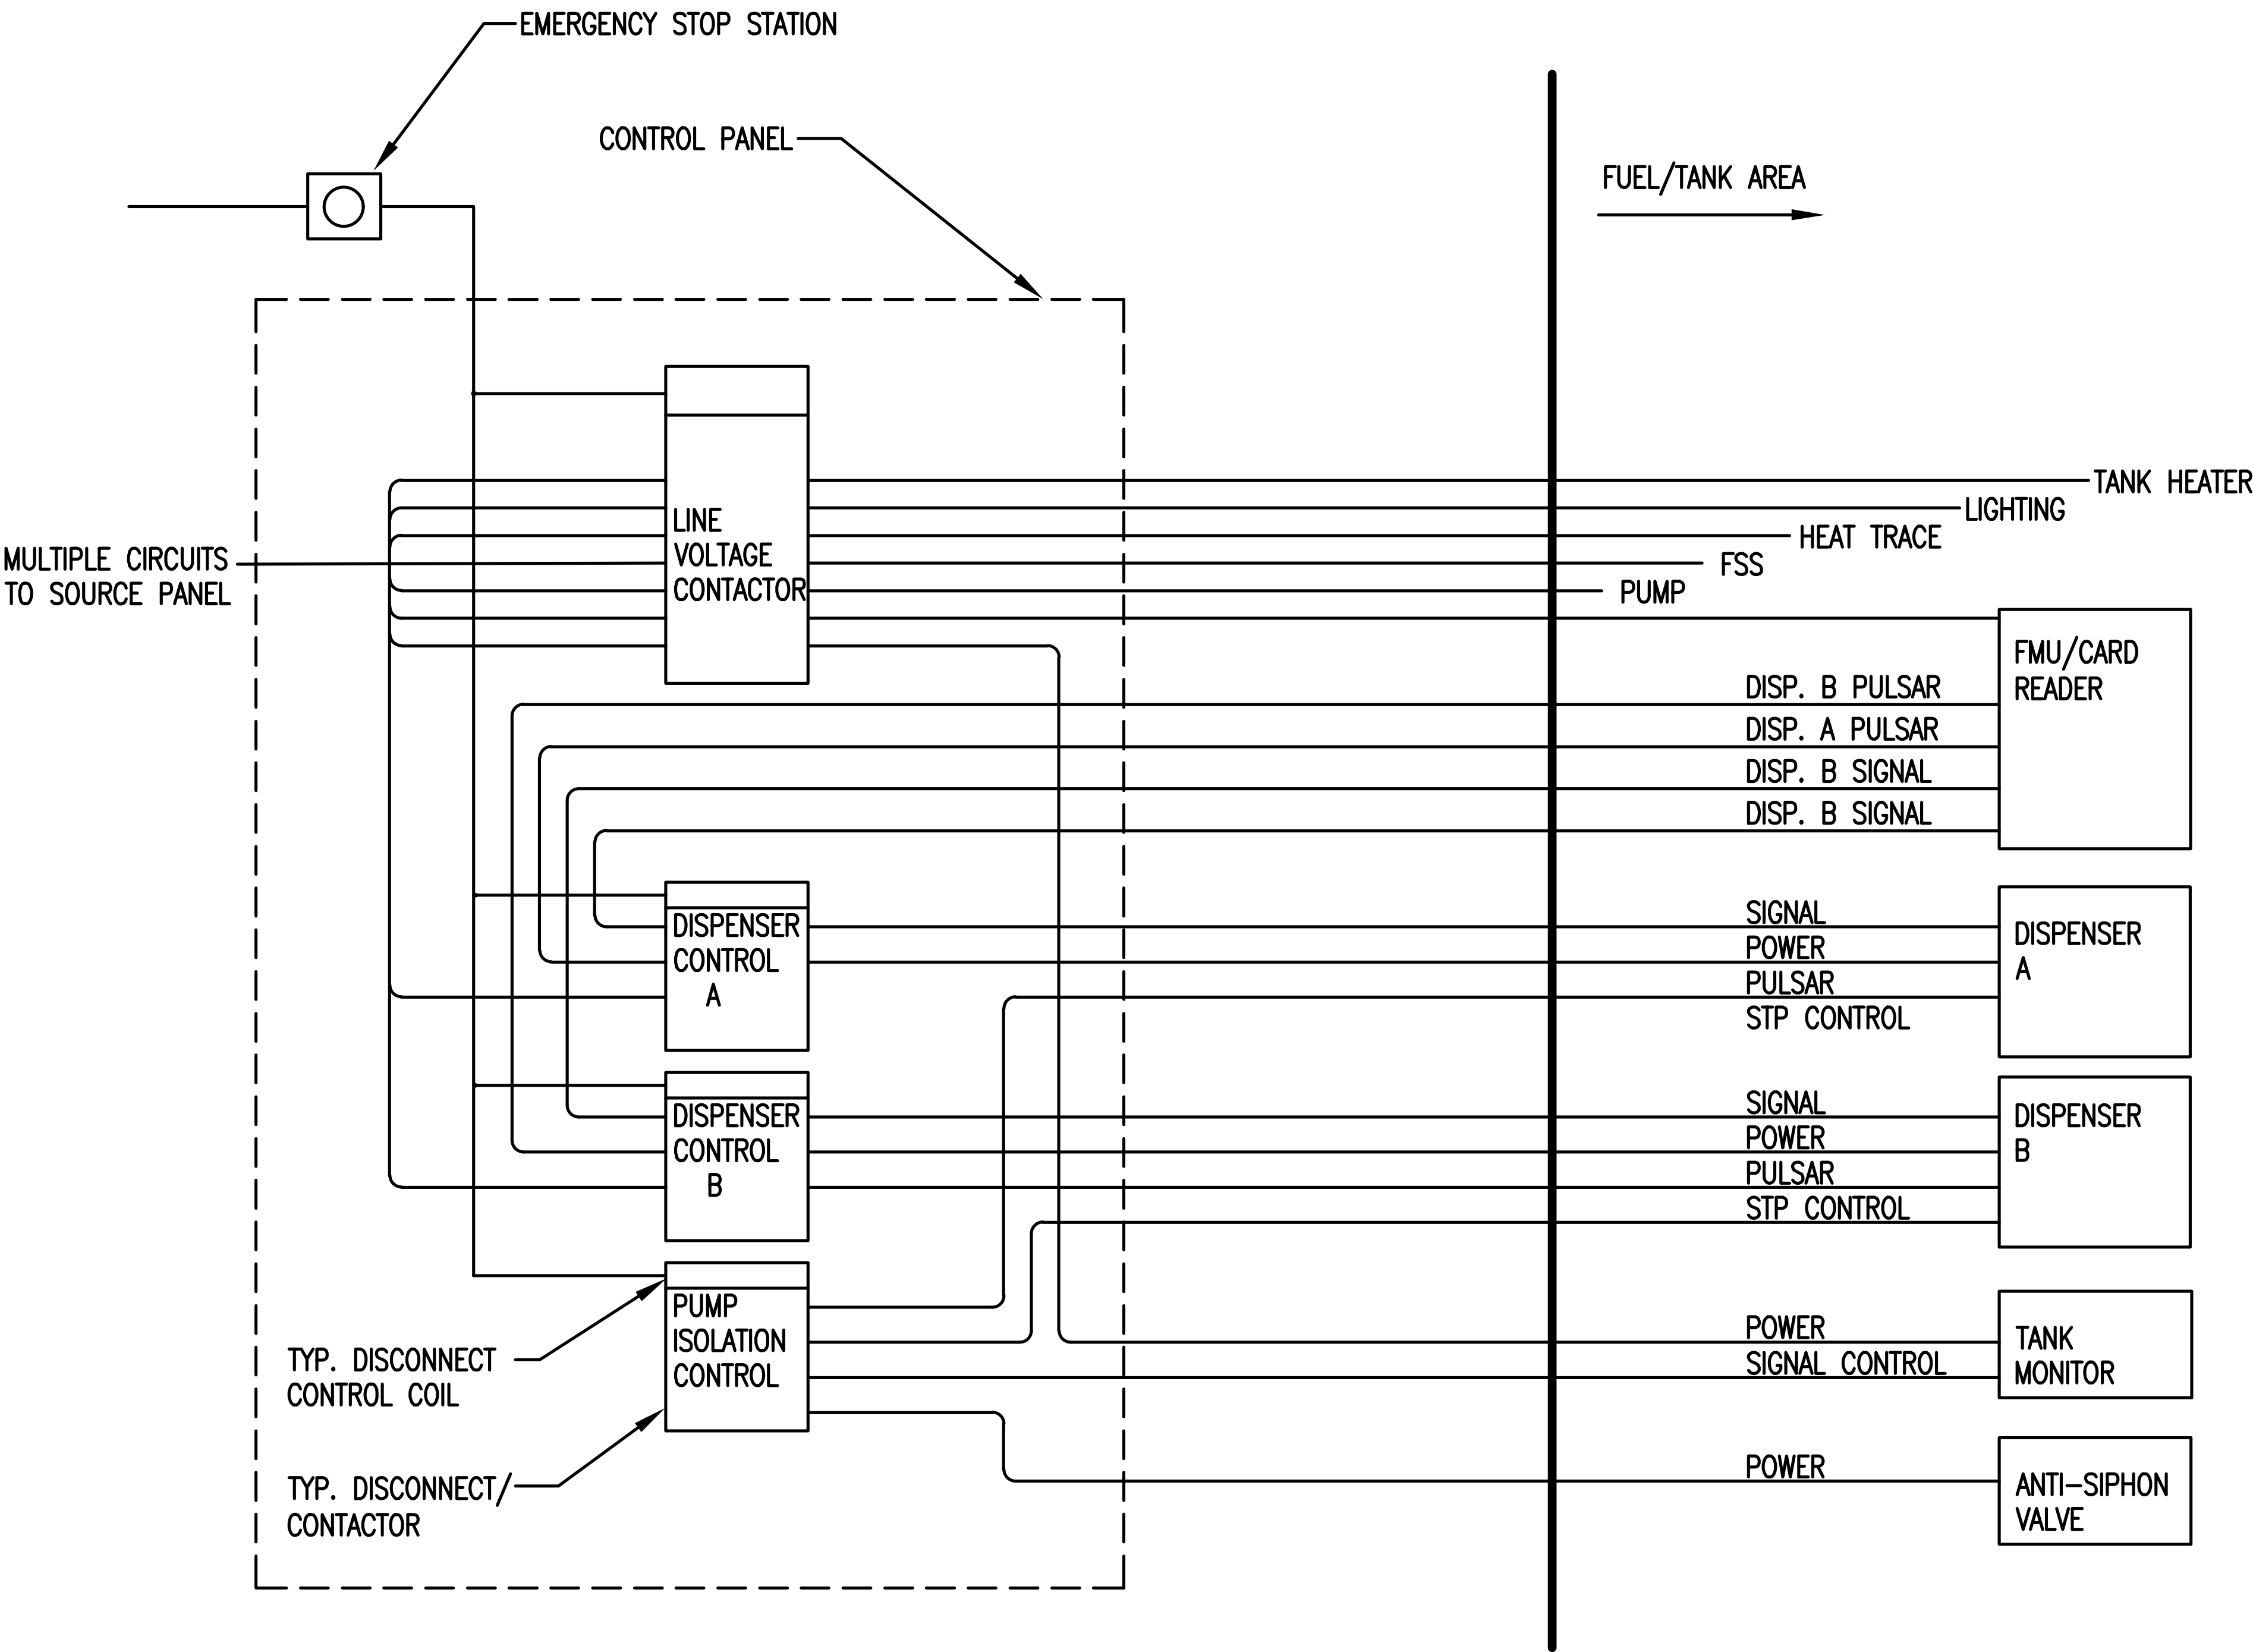 EMERGENCY STOP STATION
CONTROL PANEL
FUEL/TANK AREA
MULTIPLE CIRCUITS
TO SOURCE PANEL
LINE
VOLTAGE
CONTACTOR
TANK HEATER
LIGHTING
HEAT TRACE
FSS
PUMP
FMU/CARD
READER
DISP. B PULSAR
DISP. A PULSAR
DISP. B SIGNAL
DISP. B SIGNAL
DISPENSER
CONTROL
A
SIGNAL
POWER
PULSAR
STP CONTROL
DISPENSER
A
DISPENSER
CONTROL
B
SIGNAL
POWER
PULSAR
STP CONTROL
DISPENSER
B
PUMP
ISOLATION
CONTROL
TYP. DISCONNECT
CONTROL COIL
TYP. DISCONNECT/
CONTACTOR
POWER
SIGNAL CONTROL
TANK
MONITOR
POWER
ANTI-SIPHON
VALVE